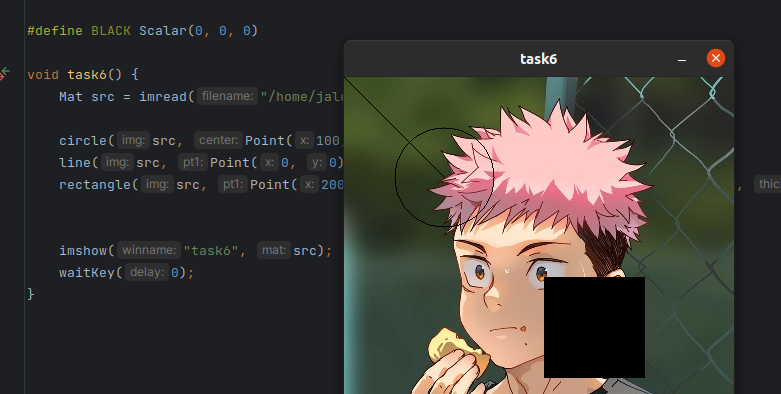 #define BLACK Scalar(0, 0, 0)
task6
void task6() {
Mat src = imread( filename: "/home/jal
circle( img: src, center: Point( x: 100
line( img: src, pt1: Point( x: 0, y: 0)
rectangle( img: src, pt1: Point( x: 200 , thic
imshow( winname: "task6", mat: src);
waitKey( delay: 0);
}